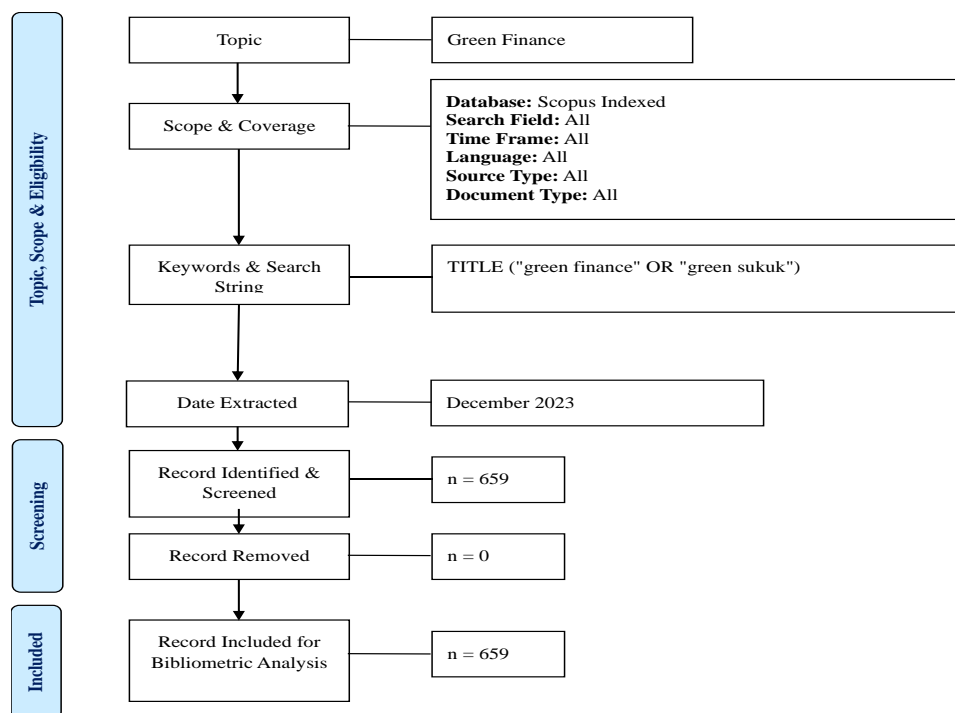 Topic, Scope & Eligibility
Topic
Green Finance
Scope & Coverage
Database: Scopus Indexed
Search Field: All
Time Frame: All
Language: All
Source Type: All
Document Type: All
Keywords & Search
String
TITLE ("green finance" OR "green sukuk")
Date Extracted
December 2023
Screening
Record Identified &
Screened
n = 659
Record Removed
n = 0
Included
Record Included for
Bibliometric Analysis
n = 659